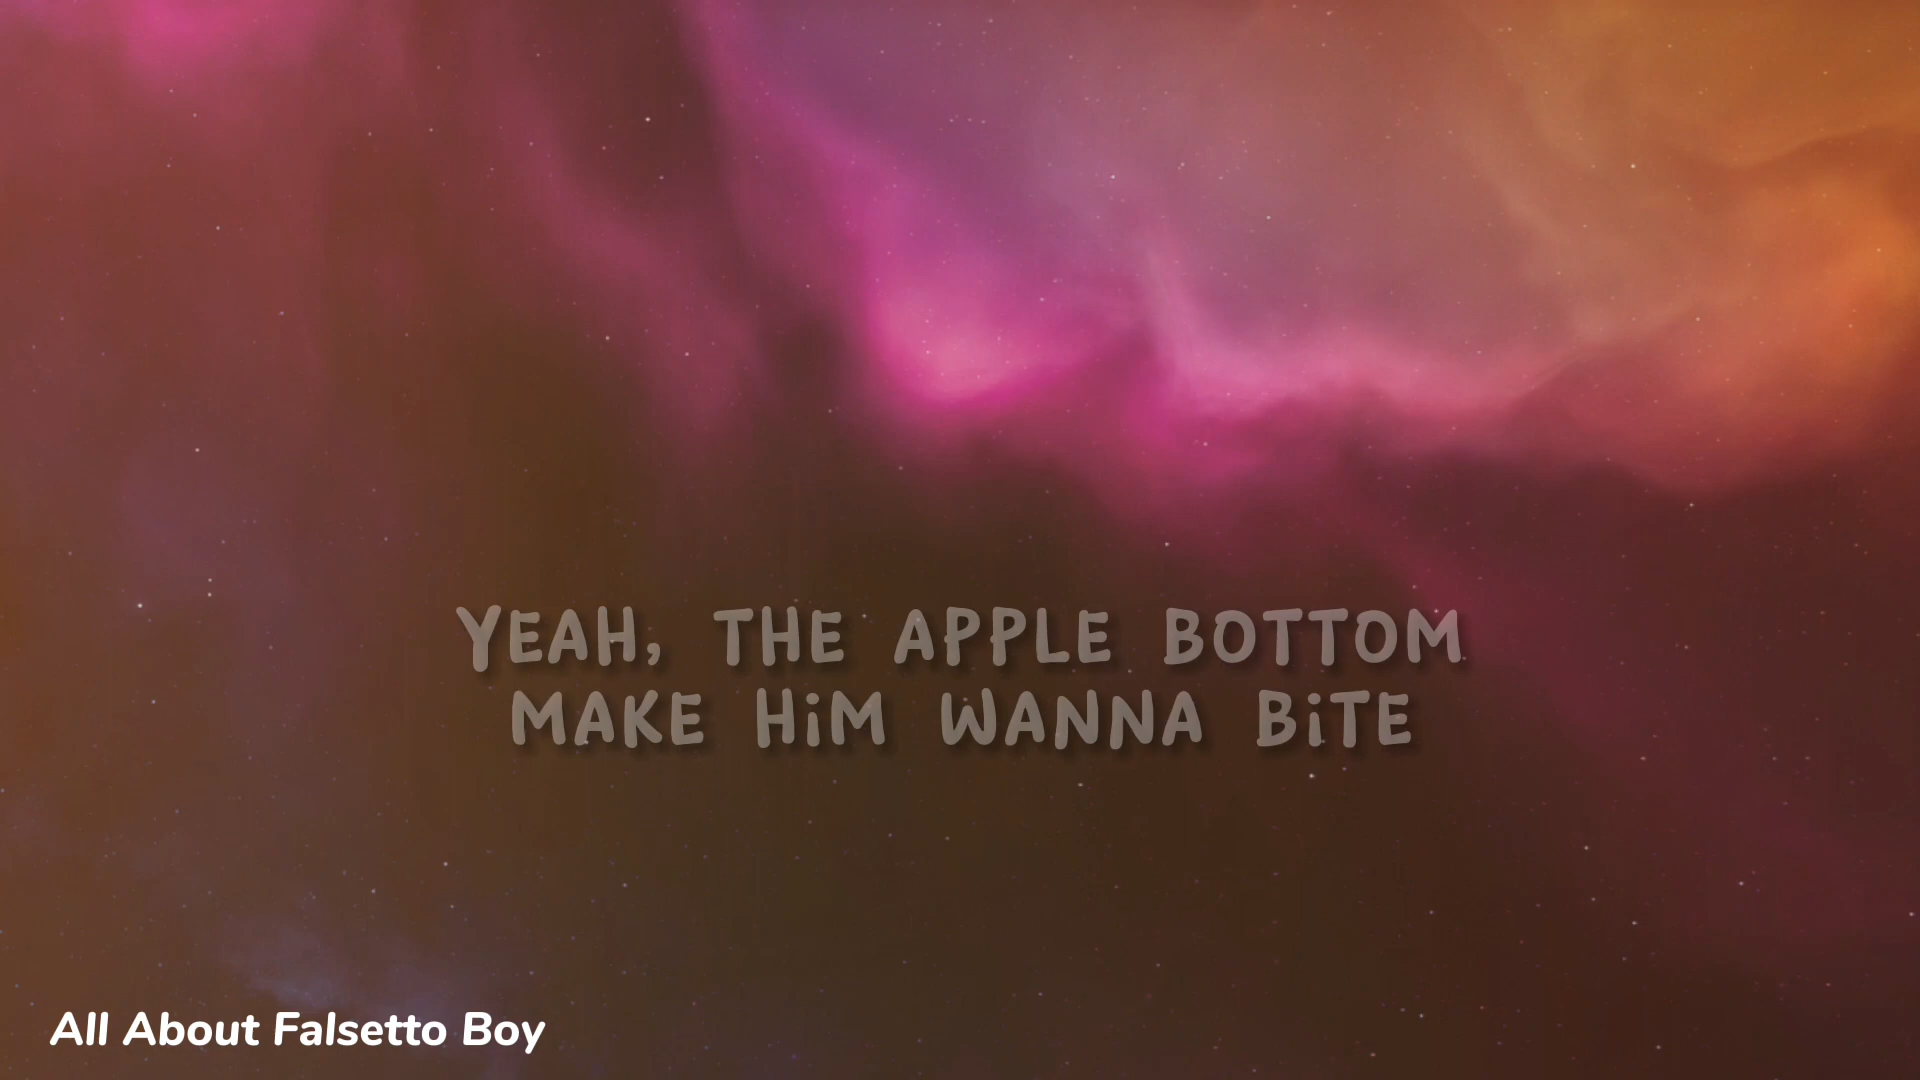 YEAH, THE APPLE BOTTOM
MAKE HiM WANNA BiTE
All About Falsetto Boy